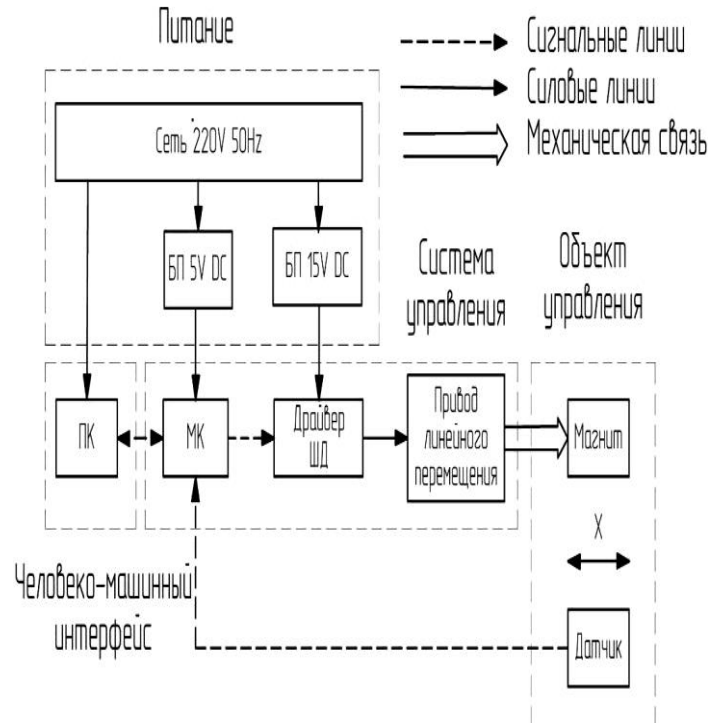 Питание
Сигнальные линии
Силовые линии
Механическая связь
Сеть 220V 50Hz
БП 5V DC
БП 15V DC
Система
управления
Объект
управления
ПК
МК
Драйвер
ШД
Привод
линейного
перемещения
Магнит
X
Человеко-машинный
интерфейс
Датчик